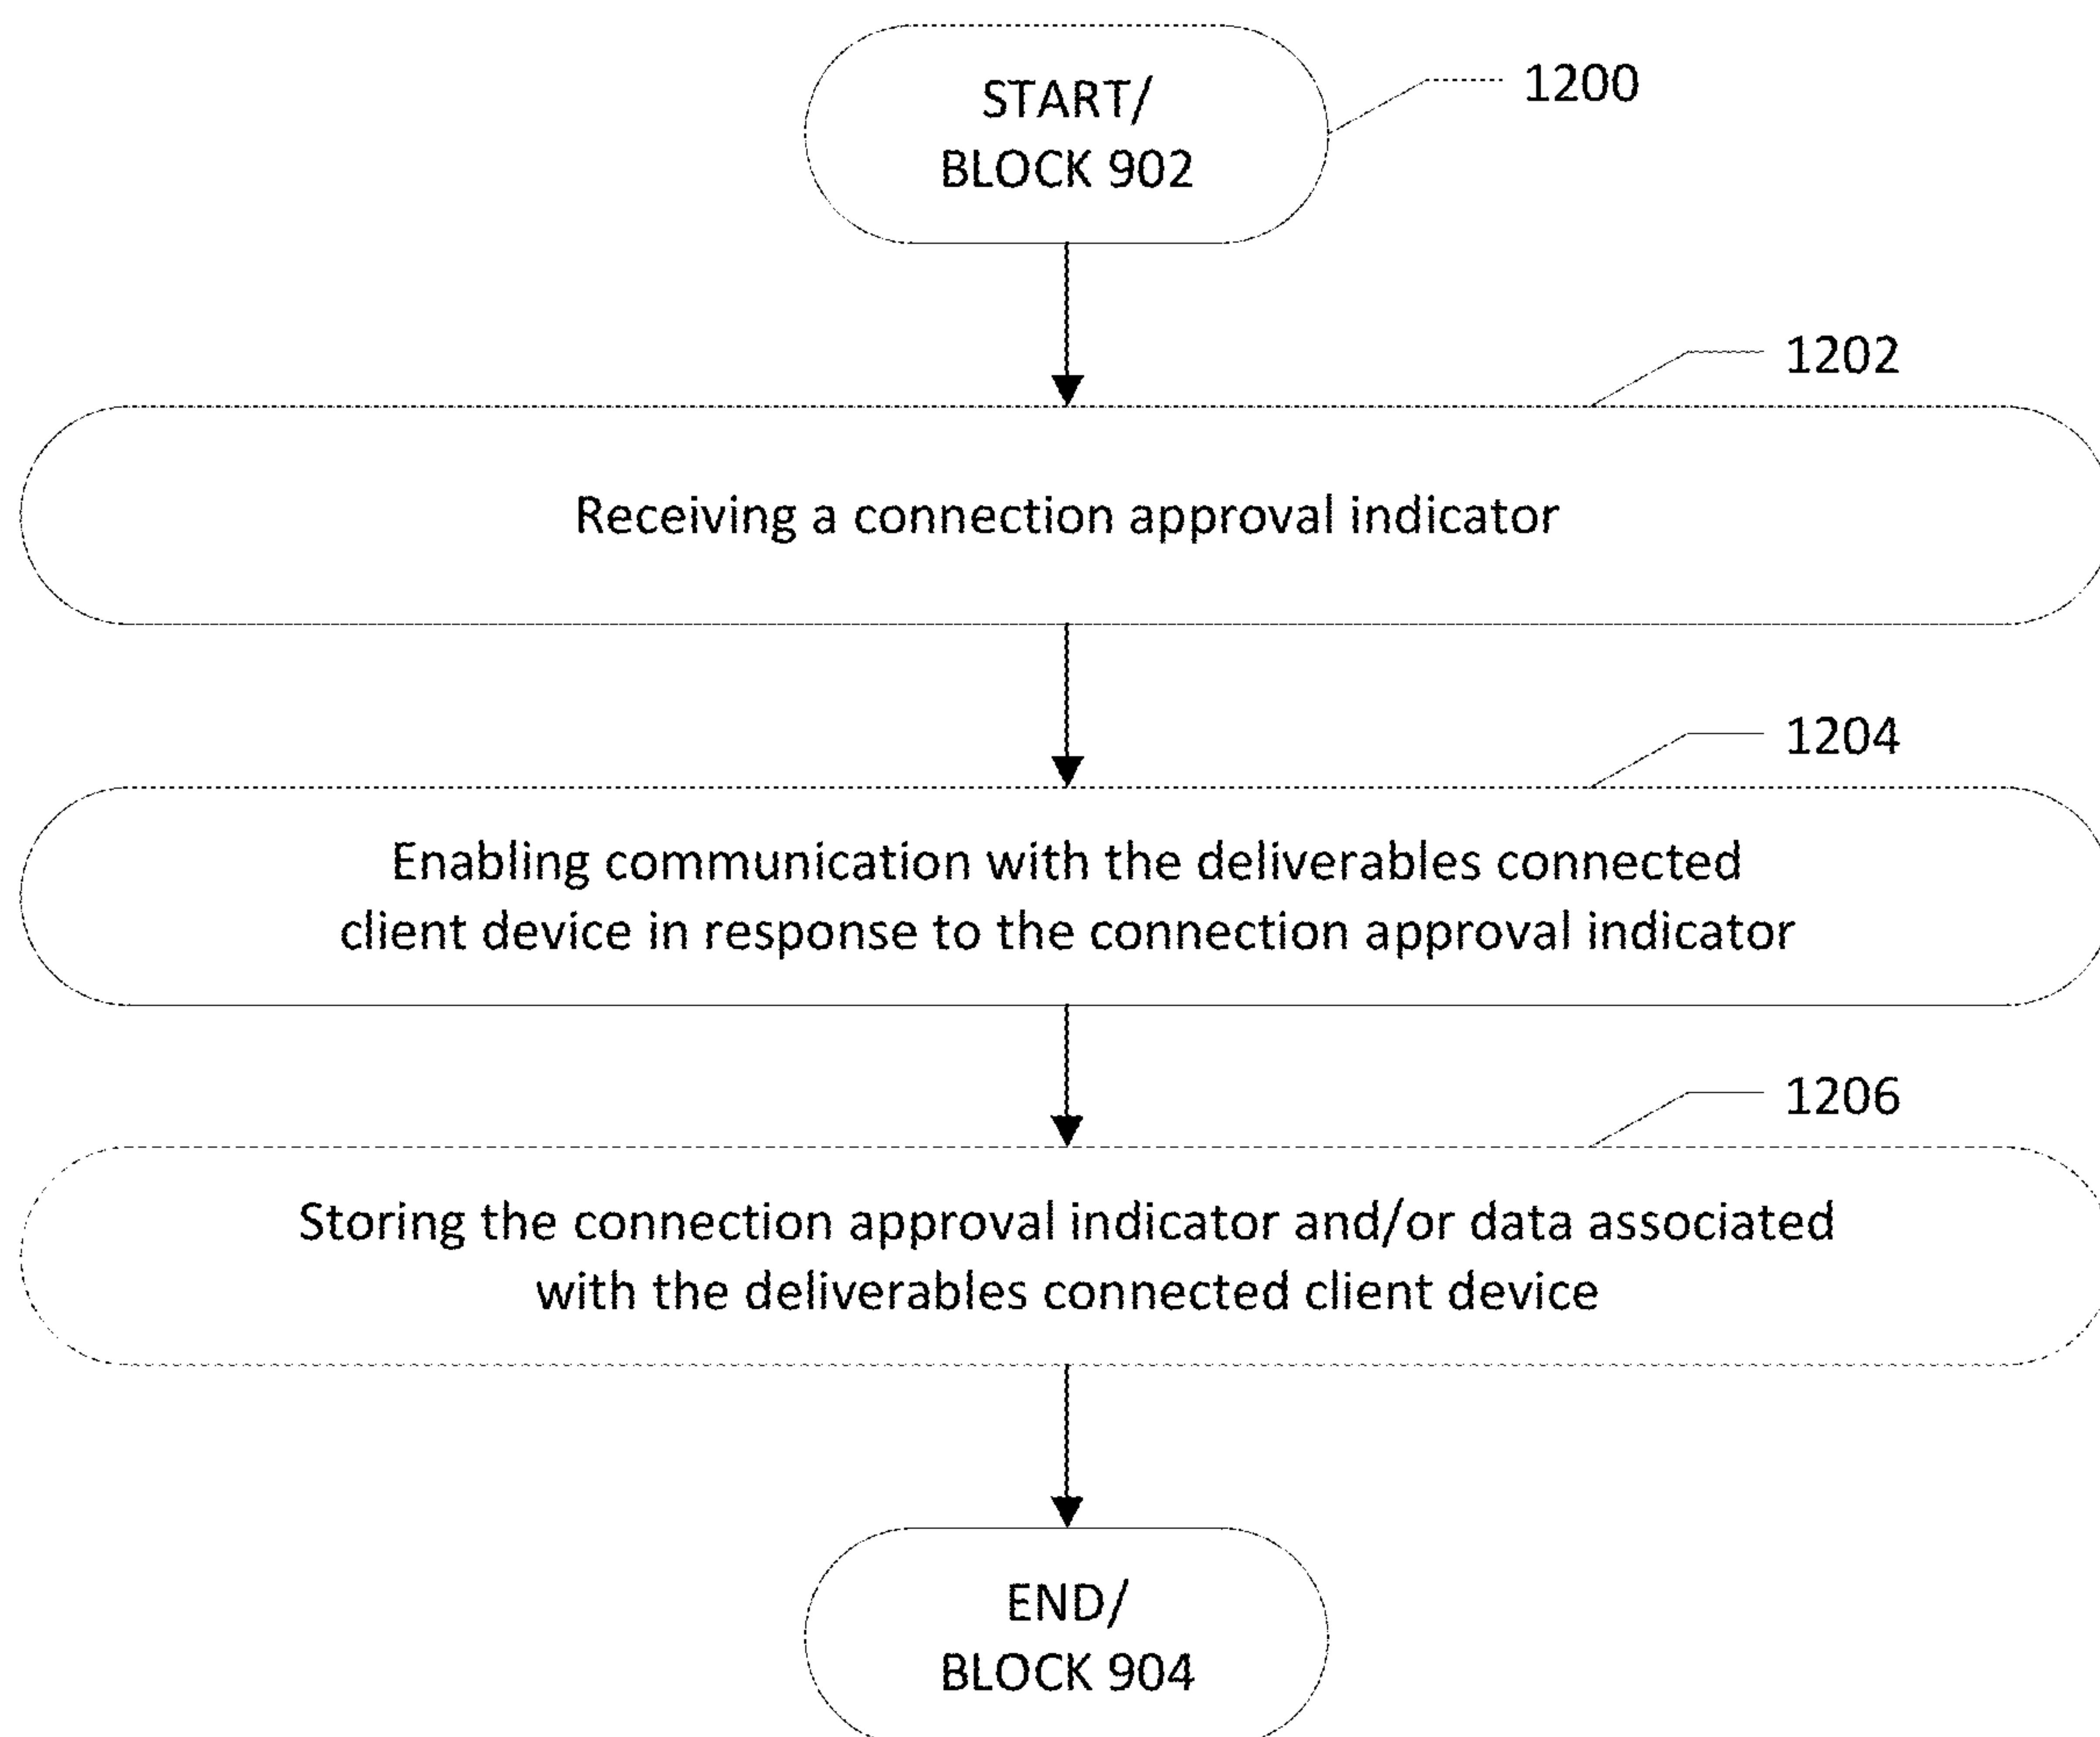 START/
BLOCK 902
1200
1202
Receiving a connection approval indicator
1204
Enabling communication with the deliverables connected
client device in response to the connection approval indicator
1206
Storing the connection approval indicator and/or data associated
with the deliverables connected client device
END/
BLOCK 904